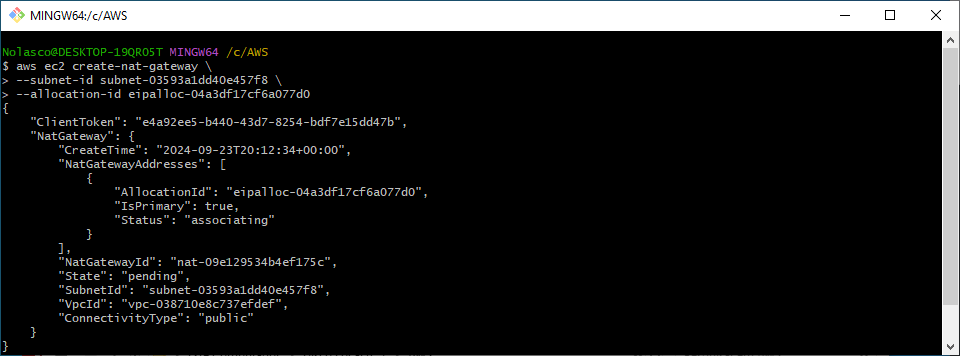 MINGW64:/c/AWS
Nolasco@DESKTOP-19QRO5T MINGW64 /c/AWS
$ aws ec2 create-nat-gateway \
> --subnet-id subnet-03593a1dd40e457f8 \
> --allocation-id eipalloc-04a3df17cf6a077d0
{
    "ClientToken": "e4a92ee5-b440-43d7-8254-bdf7e15dd47b",
    "NatGateway": {
        "CreateTime": "2024-09-23T20:12:34+00:00",
        "NatGatewayAddresses": [
            {
                "AllocationId": "eipalloc-04a3df17cf6a077d0",
                "IsPrimary": true,
                "Status": "associating"
            }
        ],
        "NatGatewayId": "nat-09e129534b4ef175c",
        "State": "pending",
        "SubnetId": "subnet-03593a1dd40e457f8",
        "VpcId": "vpc-038710e8c737efdef",
        "ConnectivityType": "public"
    }
}